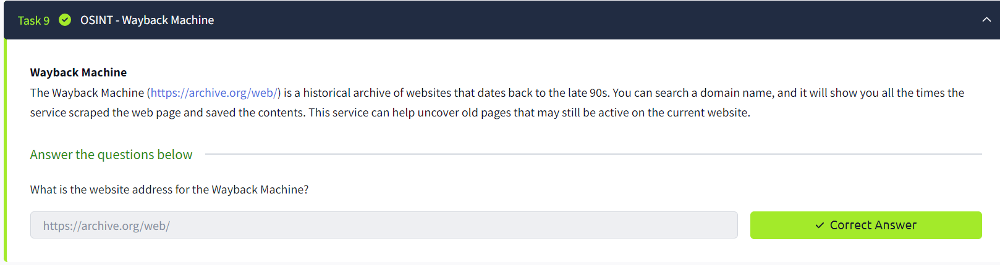 Task 9 OSINT - Wayback Machine
Wayback Machine
The Wayback Machine (https://archive.org/web/) is a historical archive of websites that dates back to the late 90s. You can search a domain name, and it will show you all the times the
service scraped the web page and saved the contents. This service can help uncover old pages that may still be active on the current website.
Answer the questions below
What is the website address for the Wayback Machine?
https://archive.org/web/
Correct Answer